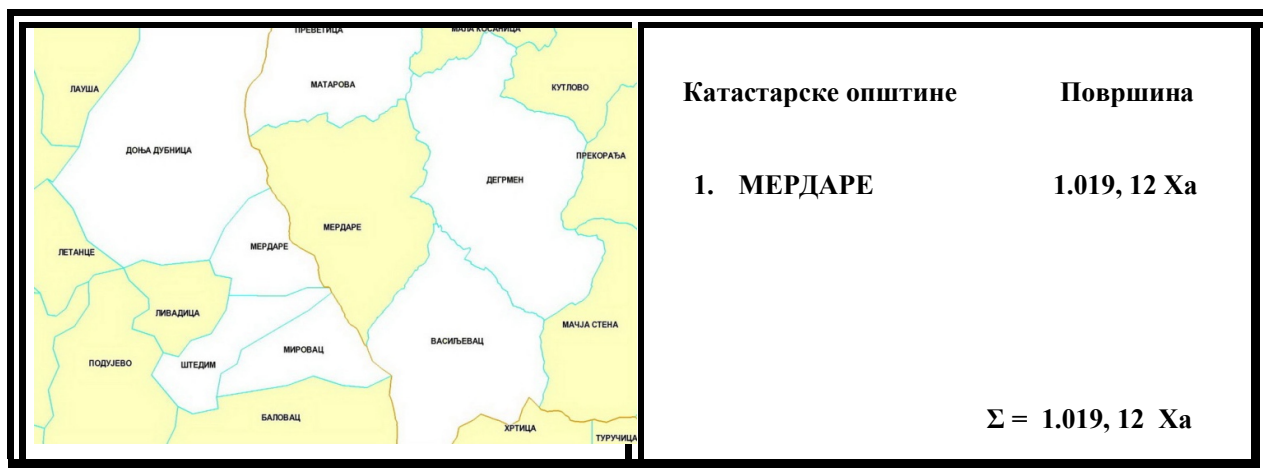 ПРЕВЕТИЦА
МАЛА КОСАНИЦА
ЛАУША
МАТАРОВА
КУТЛОВО
ДОЊА ДУБНИЦА
ПРЕКОРАЂА
ДЕГРМЕН
МЕРДАРЕ
МЕРДАРЕ
ЛЕТАНЦЕ
ЛИВАДИЦА
МАЧЈА СТЕНА
ВАСИЉЕВАЦ
МИРОВАЦ
ПОДУЈЕВО
ШТЕДИМ
БАЛОВАЦ
ХРТИЦА
ТУРУЧИЦА
Катастарске општине Површина
1. МЕРДАРЕ 1.019, 12 Ха
Σ = 1.019, 12 Ха